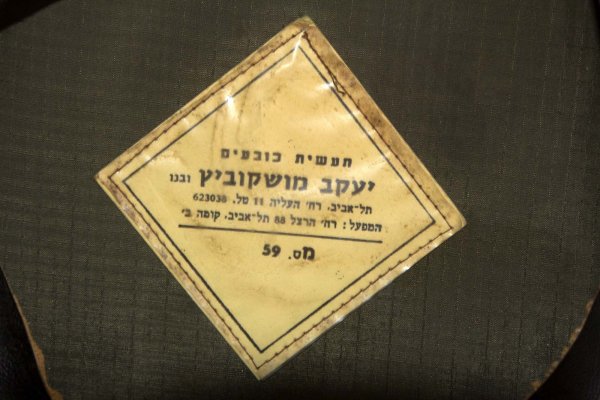 תעשית כובעים
יעקב מושקוביץ ובנו
תל־אביב, רח׳ העליה 11 טל. 623038
המפעל: רח׳ הרצל 88 תל־אביב, קומה ב׳
מס. 59